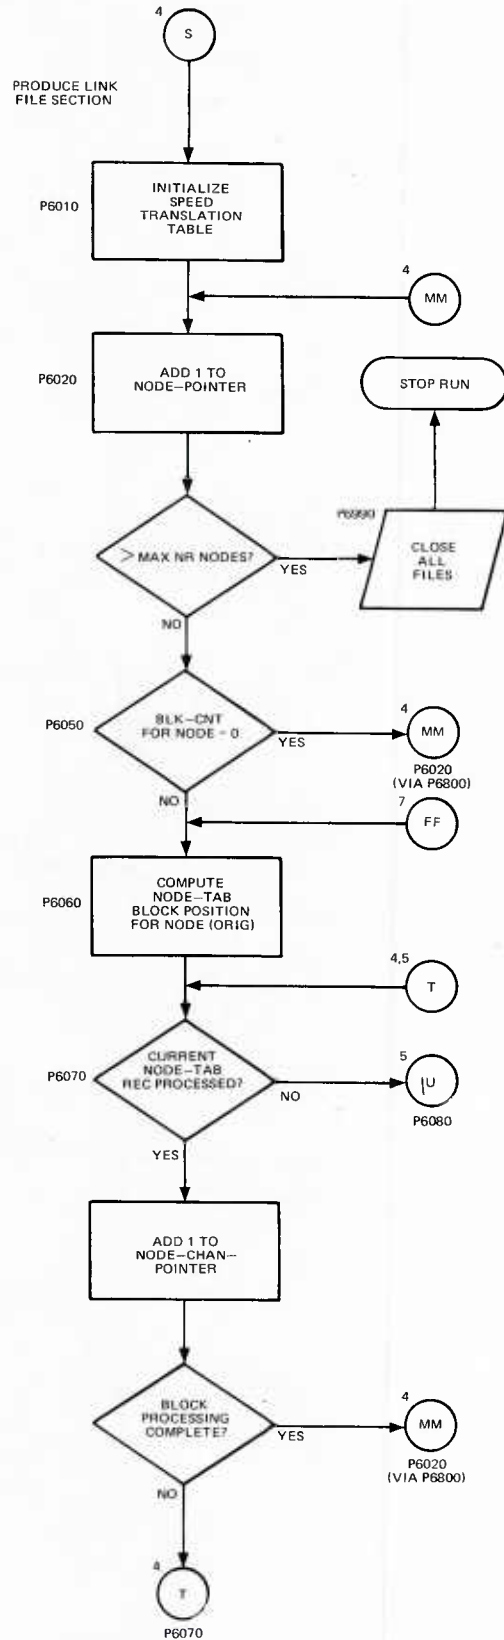 4
S
PRODUCE LINK
FILE SECTION
P6010
INITIALIZE
SPEED
TRANSLATION
TABLE
4
MM
P6020
ADD 1 TO
NODE-POINTER
STOP RUN
> MAX NR NODES?
YES
P6990
CLOSE
ALL
FILES
NO
P6050
BLK-CNT
FOR NODE = 0
YES
4
MM
P6020
(VIA P6800)
NO
7
FF
P6060
COMPUTE
NODE-TAB
BLOCK POSITION
FOR NODE (ORIG)
4,5
T
P6070
CURRENT
NODE-TAB
REC PROCESSED?
NO
5
U
P6080
YES
ADD 1 TO
NODE-CHAN-
POINTER
BLOCK
PROCESSING
COMPLETE?
YES
4
MM
P6020
(VIA P6800)
NO
4
T
P6070